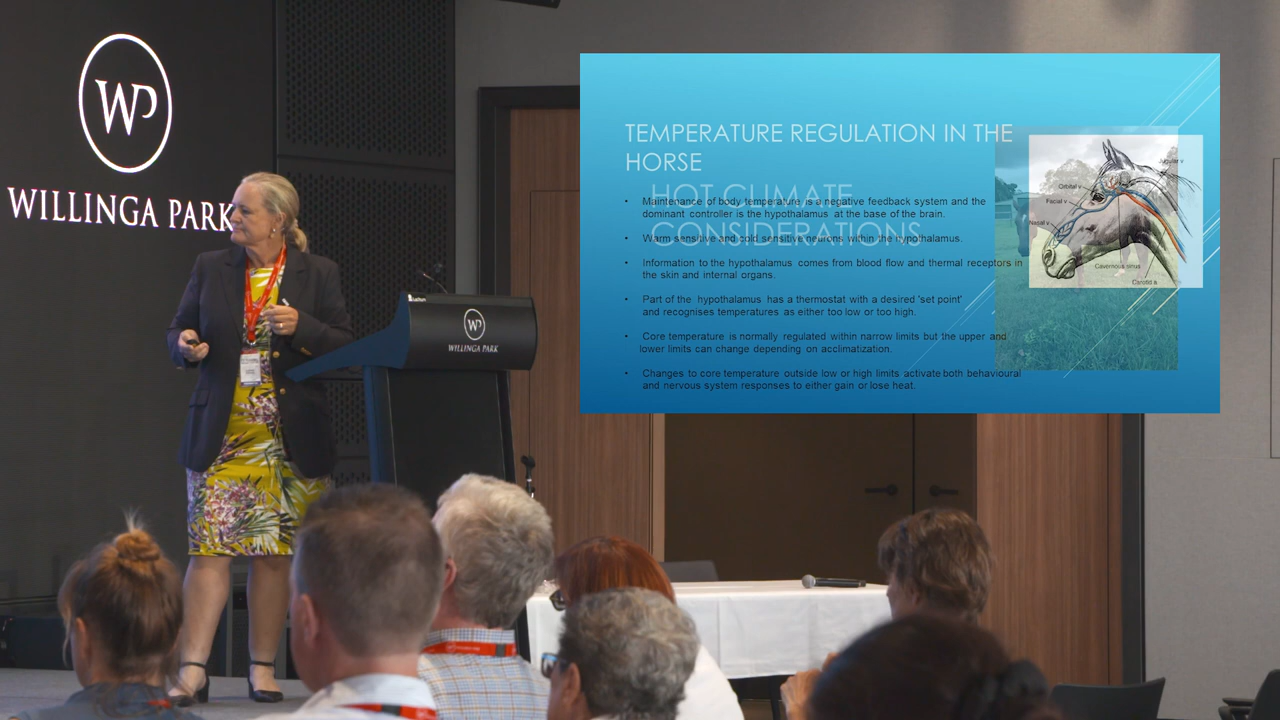 WP
WILLINGA PARK
WP
WILLINGA PARK
TEMPERATURE REGULATION IN THE
HORSE
HOT CLIMATE
CONSIDERATIONS
• Maintenance of body temperature is a negative feedback system and the
dominant controller is the hypothalamus at the base of the brain.
• Warm sensitive and cold sensitive neurons within the hypothalamus.
• Information to the hypothalamus comes from blood flow and thermal receptors in
the skin and internal organs.
• Part of the hypothalamus has a thermostat with a desired 'set point'
and recognises temperatures as either too low or too high.
• Core temperature is normally regulated within narrow limits but the upper and
lower limits can change depending on acclimatization.
• Changes to core temperature outside low or high limits activate both behavioural
and nervous system responses to either gain or lose heat.
Jugular v
Orbital v
Facial v
Nasal v
Cavernous sinus
Carotid a